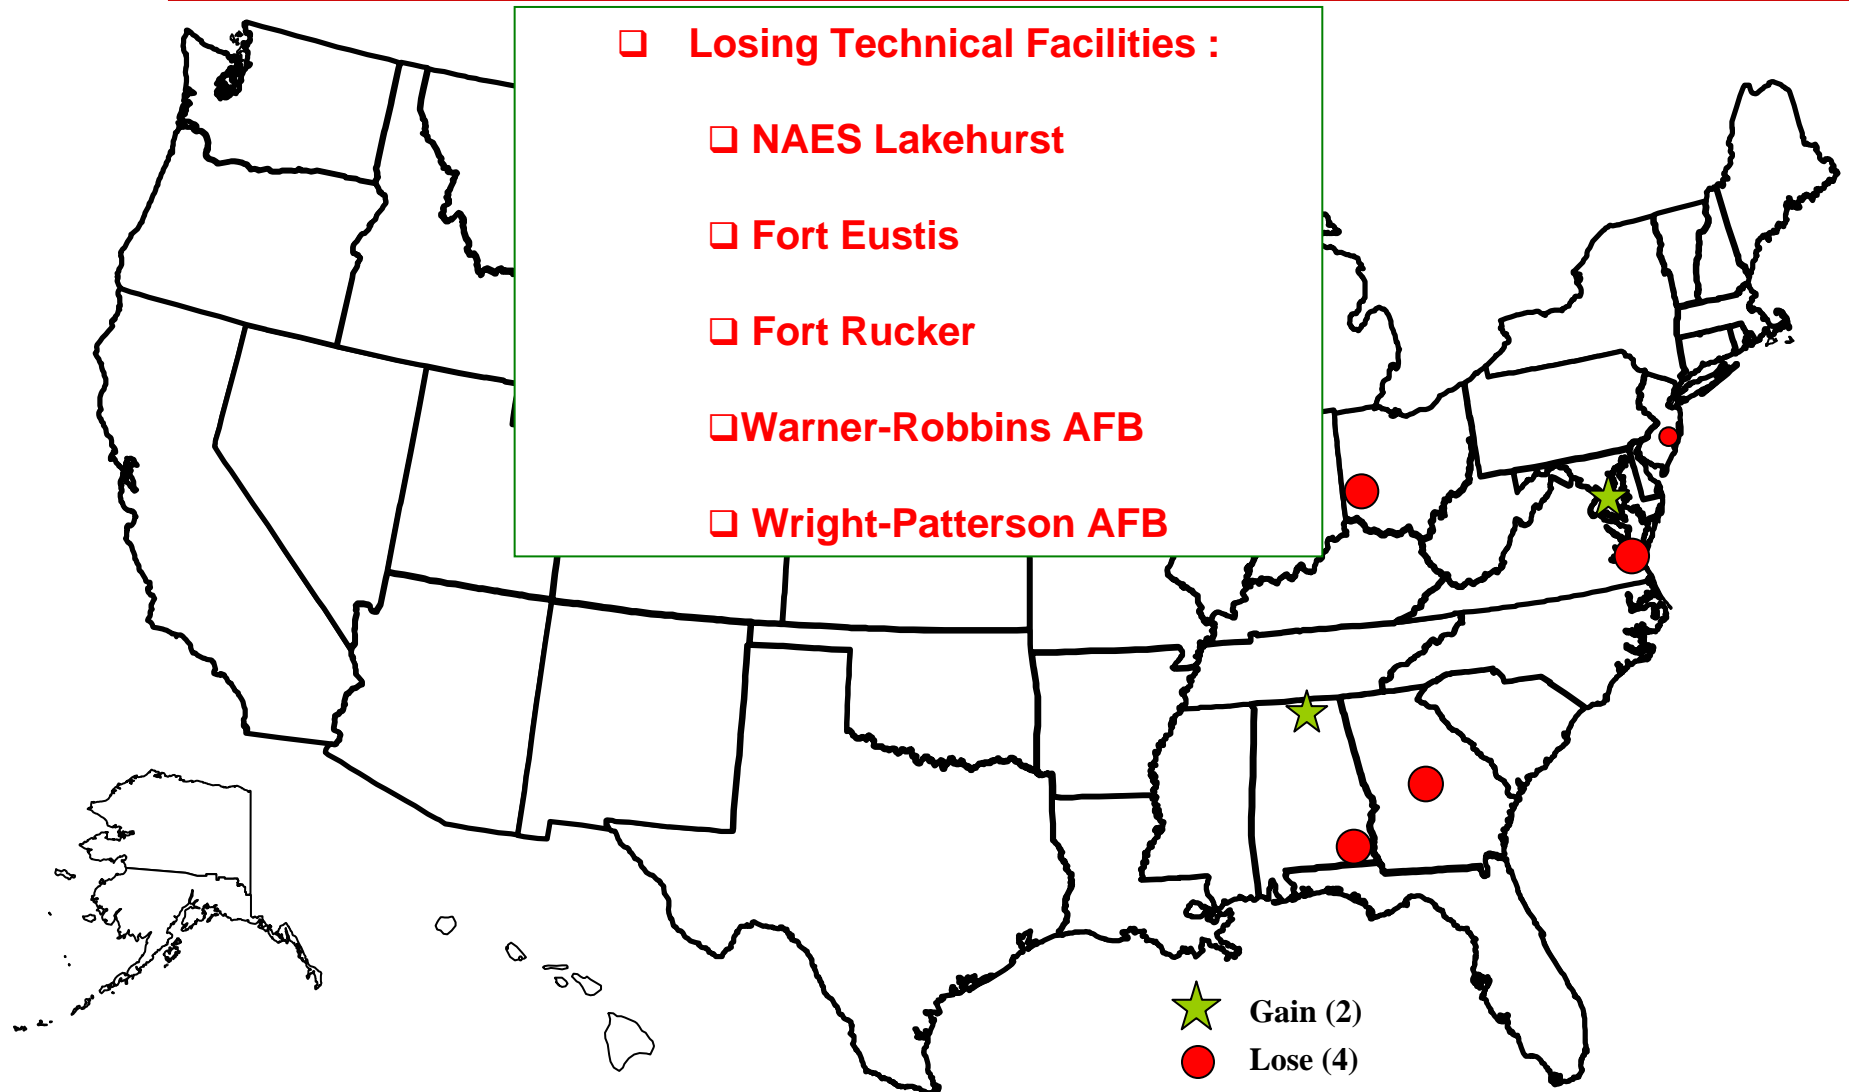 ❑ Losing Technical Facilities :
❑ NAES Lakehurst
❑ Fort Eustis
❑ Fort Rucker
❑Warner-Robbins AFB
❑ Wright-Patterson AFB
Gain (2)
Lose (4)